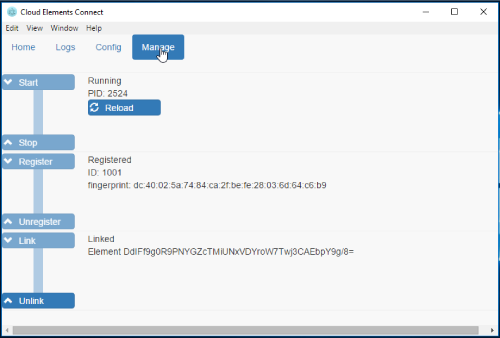 Cloud Elements Connect
Edit View Window Help
Home Logs Config Manage
Start
Running
PID: 2524
Reload
Stop
Register
Registered
ID: 1001
fingerprint: dc:40:02:5a:74:84:ca:2f:be:fe:28:03:6d:64:c6:b9
Unregister
Link
Linked
Element DdIFf9g0R9PNYGZcTMiUNxVDYroW7Twj3CAEbpY9g/8=
Unlink